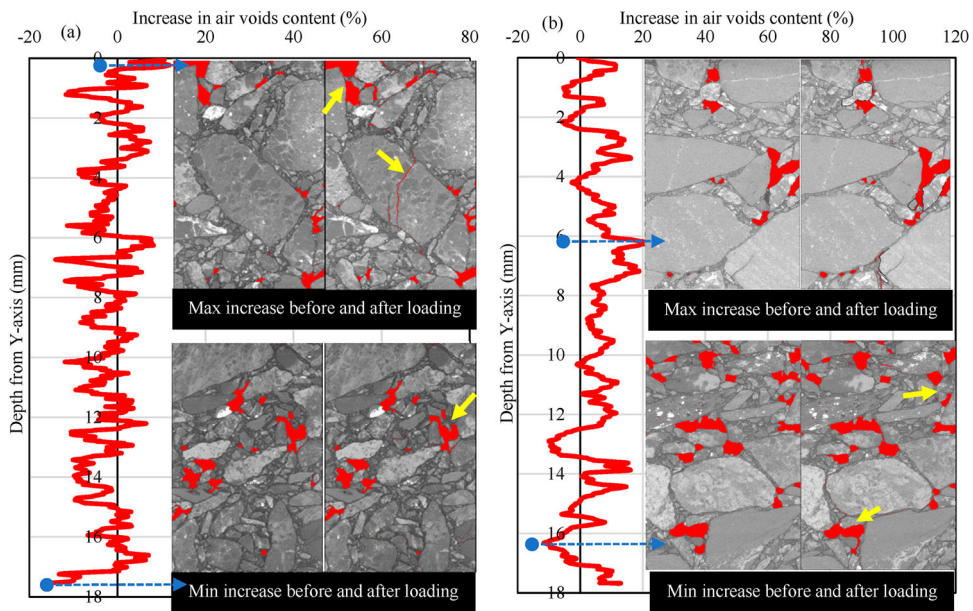 Increase in air voids content (%)
(a)
-20 0 20 40 60 80
Depth from Y-axis (mm)
0
2
4
6
8
10
12
14
16
18
Max increase before and after loading
Min increase before and after loading
Increase in air voids content (%)
(b)
-20 0 20 40 60 80 100 120
Depth from Y-axis (mm)
0
2
4
6
8
10
12
14
16
18
Max increase before and after loading
Min increase before and after loading